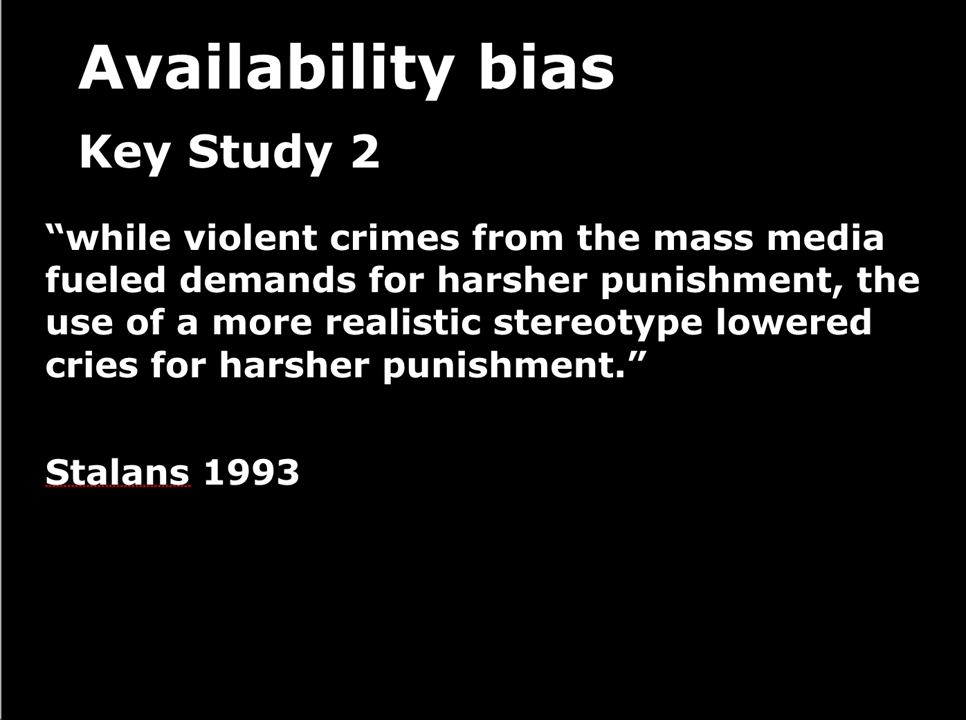 Availability bias
Key Study 2
“while violent crimes from the mass media
fueled demands for harsher punishment, the
use of a more realistic stereotype lowered
cries for harsher punishment.”
Stalans 1993